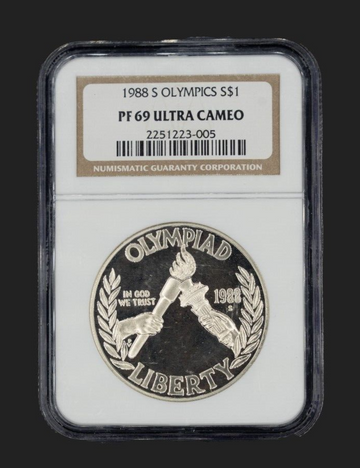 1988 S OLYMPICS S$1
PF 69 ULTRA CAMEO
2251223-005
NUMISMATIC GUARANTY CORPORATION
OLYMPIAD
IN GOD
WE TRUST
1988
S
LIBERTY